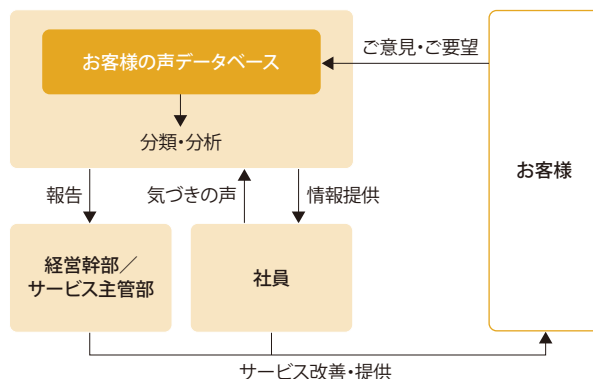 お客様の声データベース
ご意見・ご要望
分類・分析
お客様
報告
気づきの声
情報提供
経営幹部／
サービス主管部
社員
サービス改善・提供